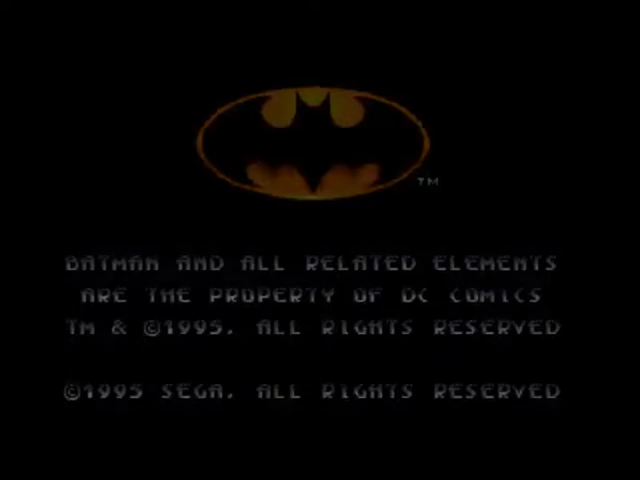 TM
BATMAN AND ALL RELATED ELEMENTS
ARE THE PROPERTY OF DC COMICS
TM & ©1995. ALL RIGHTS RESERVED
©1995 SEGA. ALL RIGHTS RESERVED